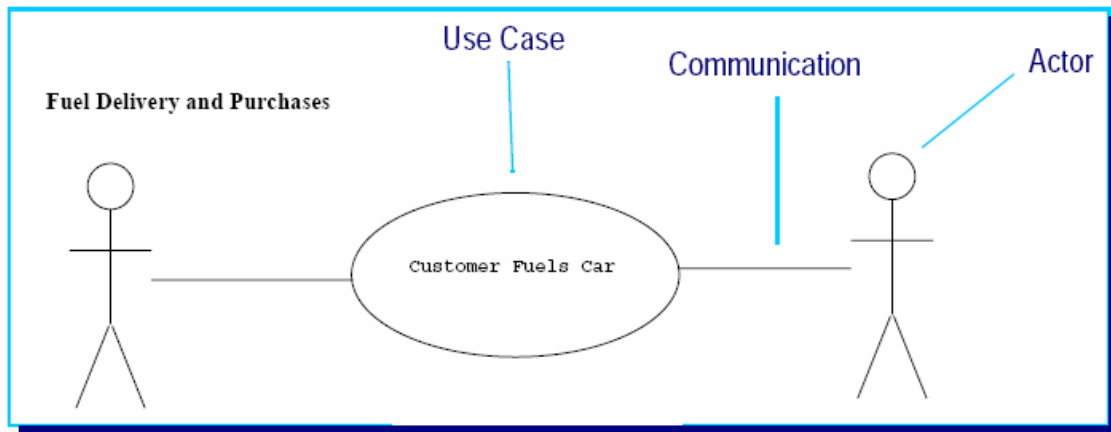 Use Case
Communication
Actor
Fuel Delivery and Purchases
Customer Fuels Car